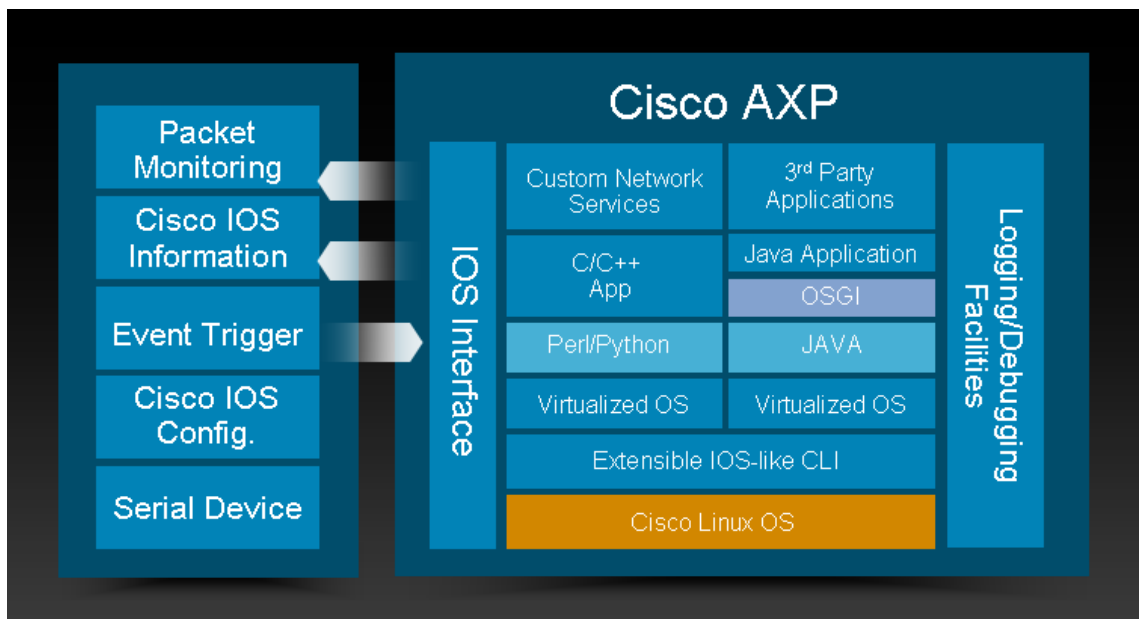 Packet
Monitoring
Cisco IOS
Information
Event Trigger
Cisco IOS
Config.
Serial Device
Cisco AXP
IOS Interface
Custom Network
Services
3rd Party
Applications
C/C++
App
Java Application
OSGI
Perl/Python
JAVA
Virtualized OS
Virtualized OS
Extensible IOS-like CLI
Cisco Linux OS
Logging/Debugging
Facilities